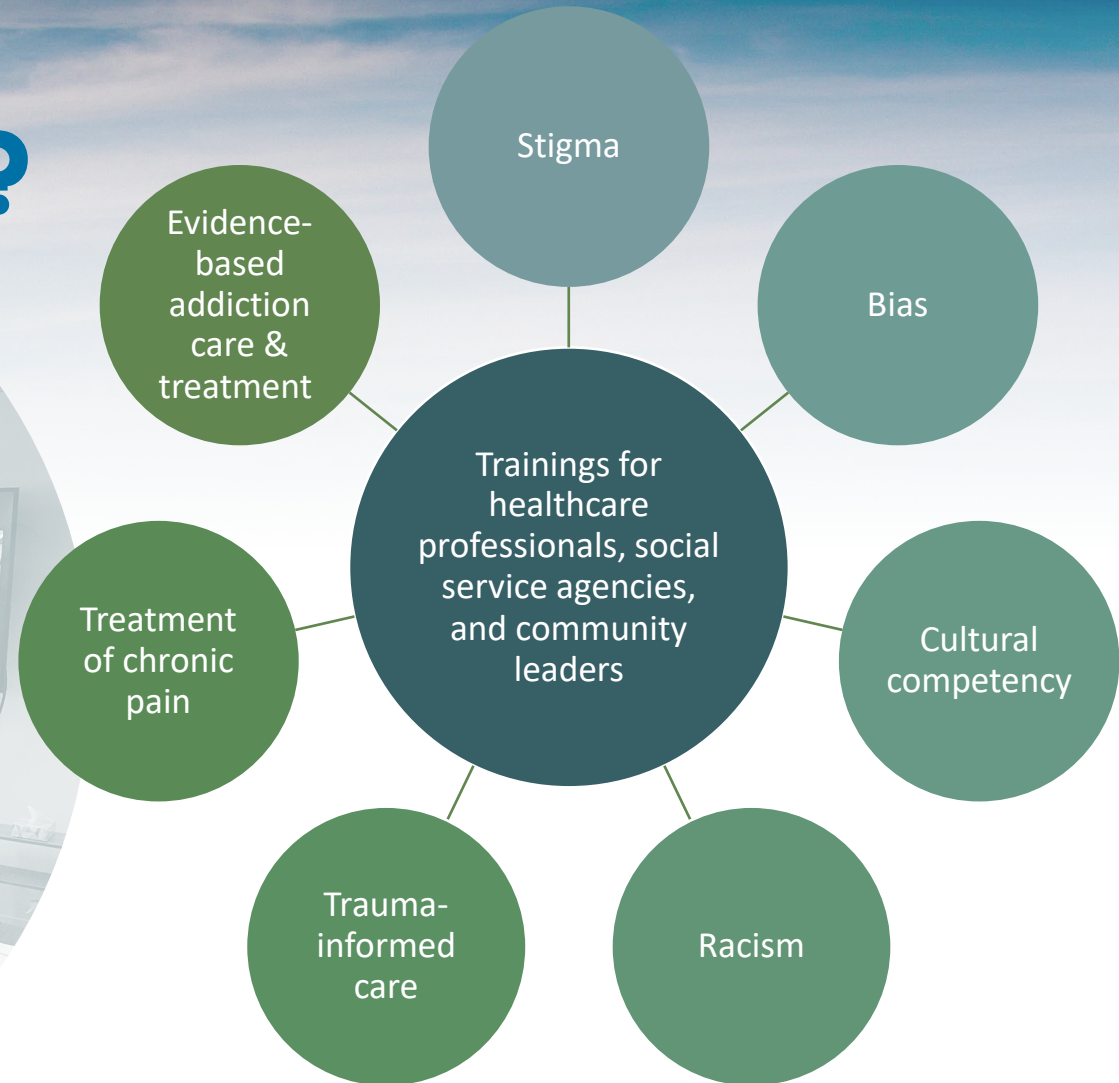 ?
Stigma
Bias
Cultural
competency
Racism
Trauma-
informed
care
Treatment
of chronic
pain
Evidence-
based
addiction
care &
treatment
Trainings for
healthcare
professionals, social
service agencies,
and community
leaders